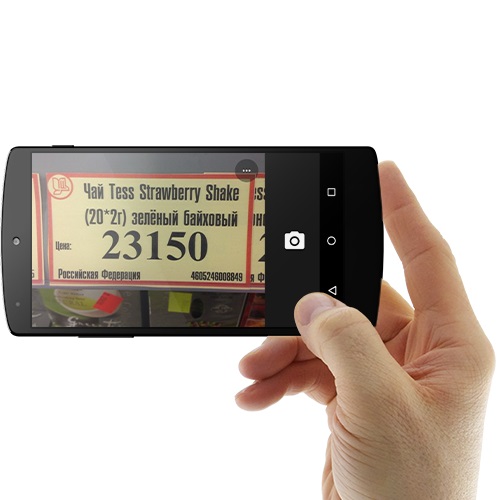 Чай Tess Strawberry Shake
(20*2г) зелёный байховый
Цена: 23150
Российская Федерация 4605246008849